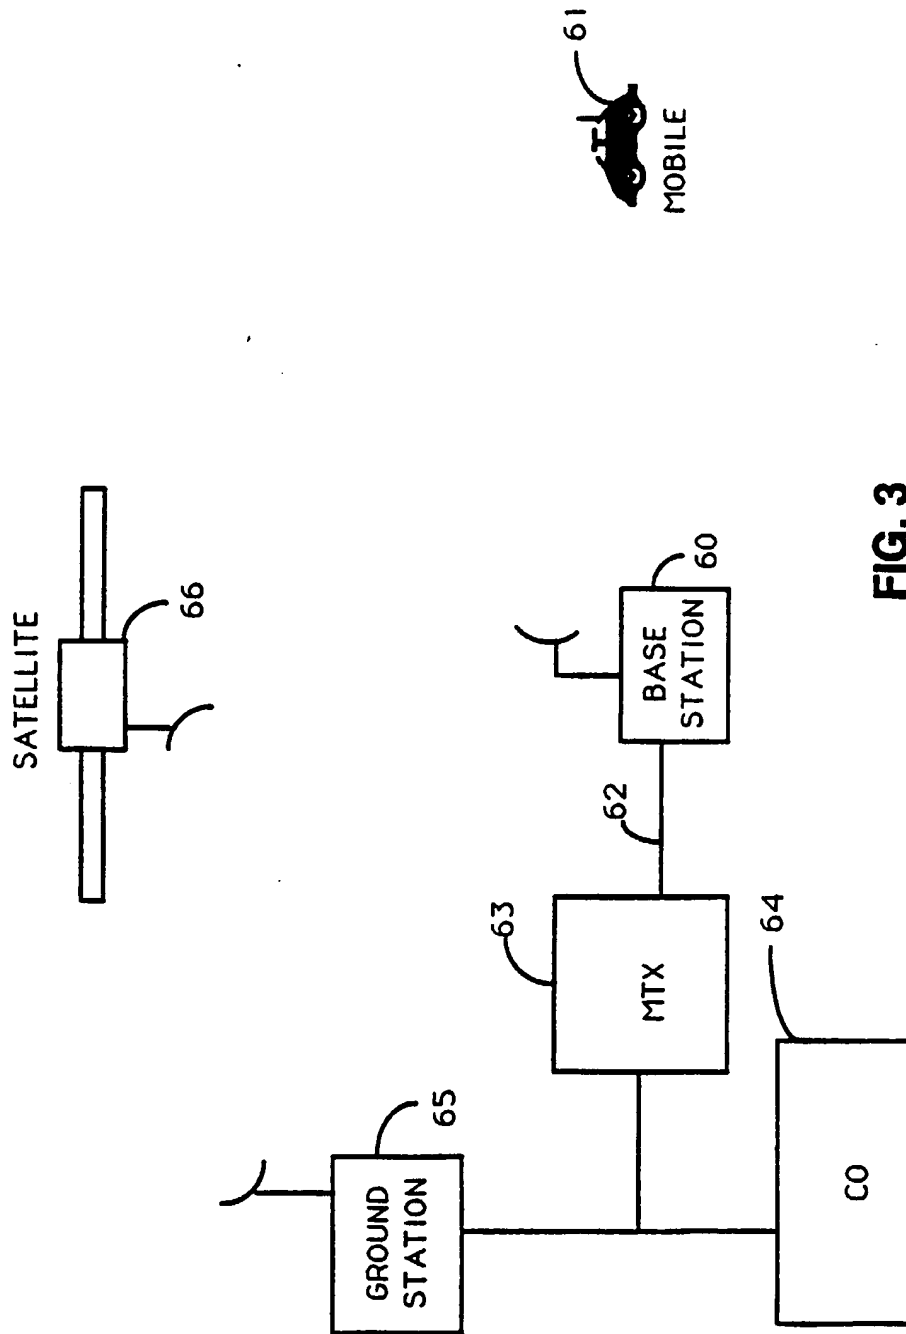 SATELLITE
66
GROUND
STATION
65
63
MTX
62
BASE
STATION
60
61
MOBILE
64
CO
FIG. 3